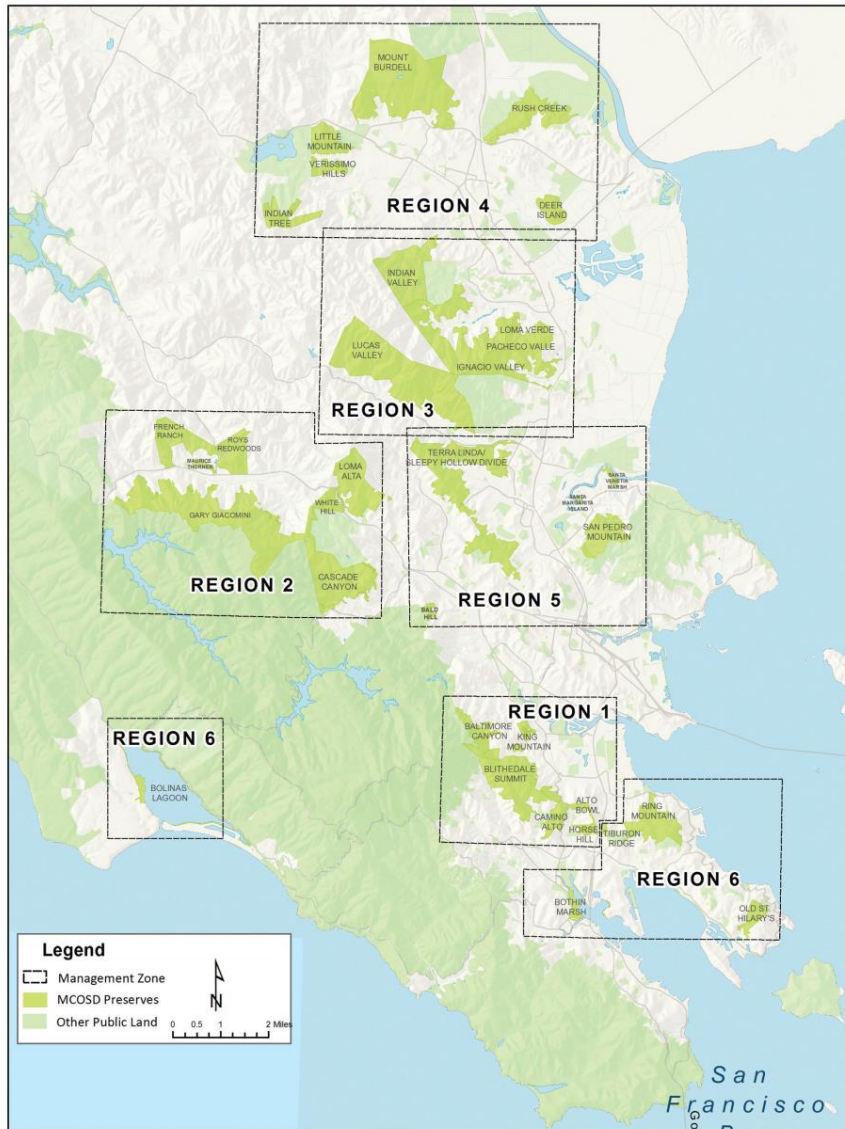 MOUNT
BURDELL
RUSH CREEK
LITTLE
MOUNTAIN
VERISSIMO
HILLS
INDIAN
TREE
REGION 4
DEER
ISLAND
INDIAN
VALLEY
LOMA VERDE
PACHECO VALLE
LUCAS
VALLEY
IGNACIO VALLEY
REGION 3
FRENCH
RANCH
ROYS
REDWOODS
MAURICE
THORNER
LOMA
ALTA
WHITE
HILL
GARY GIACOMINI
CASCADE
CANYON
REGION 2
TERRA LINDA/
SLEEPY HOLLOW DIVIDE
SANTA
VENETIA
MARSH
SANTA
MARGARITA
ISLAND
SAN PEDRO
MOUNTAIN
REGION 5
BALD
HILL
REGION 1
BALTIMORE
CANYON
KING
MOUNTAIN
BLITHEDALE
SUMMIT
ALTO
BOWL
CAMINO
ALTO
HORSE
HILL
REGION 6
BOLINAS
LAGOON
RING
MOUNTAIN
TIBURON
RIDGE
REGION 6
BOTHIN
MARSH
OLD ST.
HILARY'S
Legend
Management Zone
MCOSD Preserves
Other Public Land
N
0 0.5 1 2 Miles
San
Francisco
Go